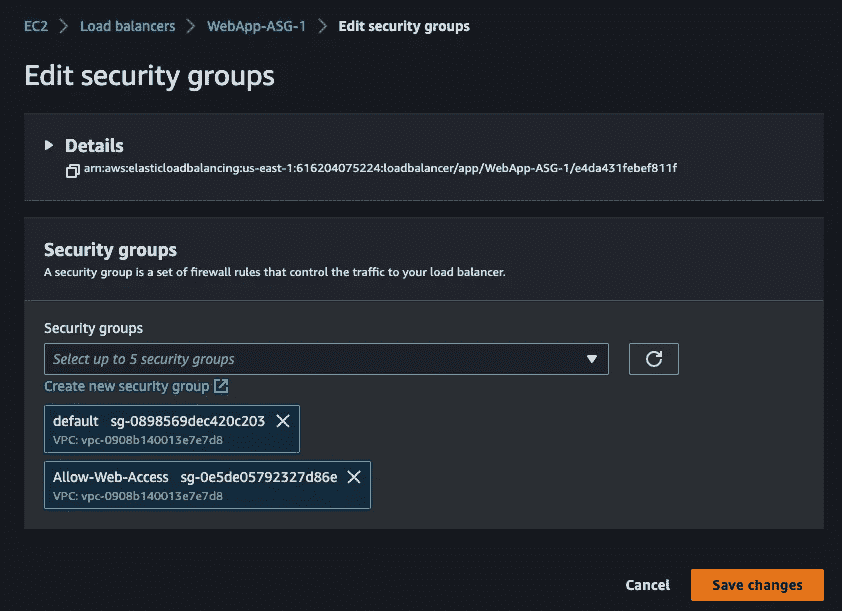 EC2 > Load balancers > WebApp-ASG-1 > Edit security groups
Edit security groups
Details
arn:aws:elasticloadbalancing:us-east-1:616204075224:loadbalancer/app/WebApp-ASG-1/e4da431febef811f
Security groups
A security group is a set of firewall rules that control the traffic to your load balancer.
Security groups
Select up to 5 security groups
Create new security group
default sg-0898569dec420c203
VPC: vpc-0908b140013e7e7d8
Allow-Web-Access sg-0e5de05792327d86e
VPC: vpc-0908b140013e7e7d8
Cancel Save changes